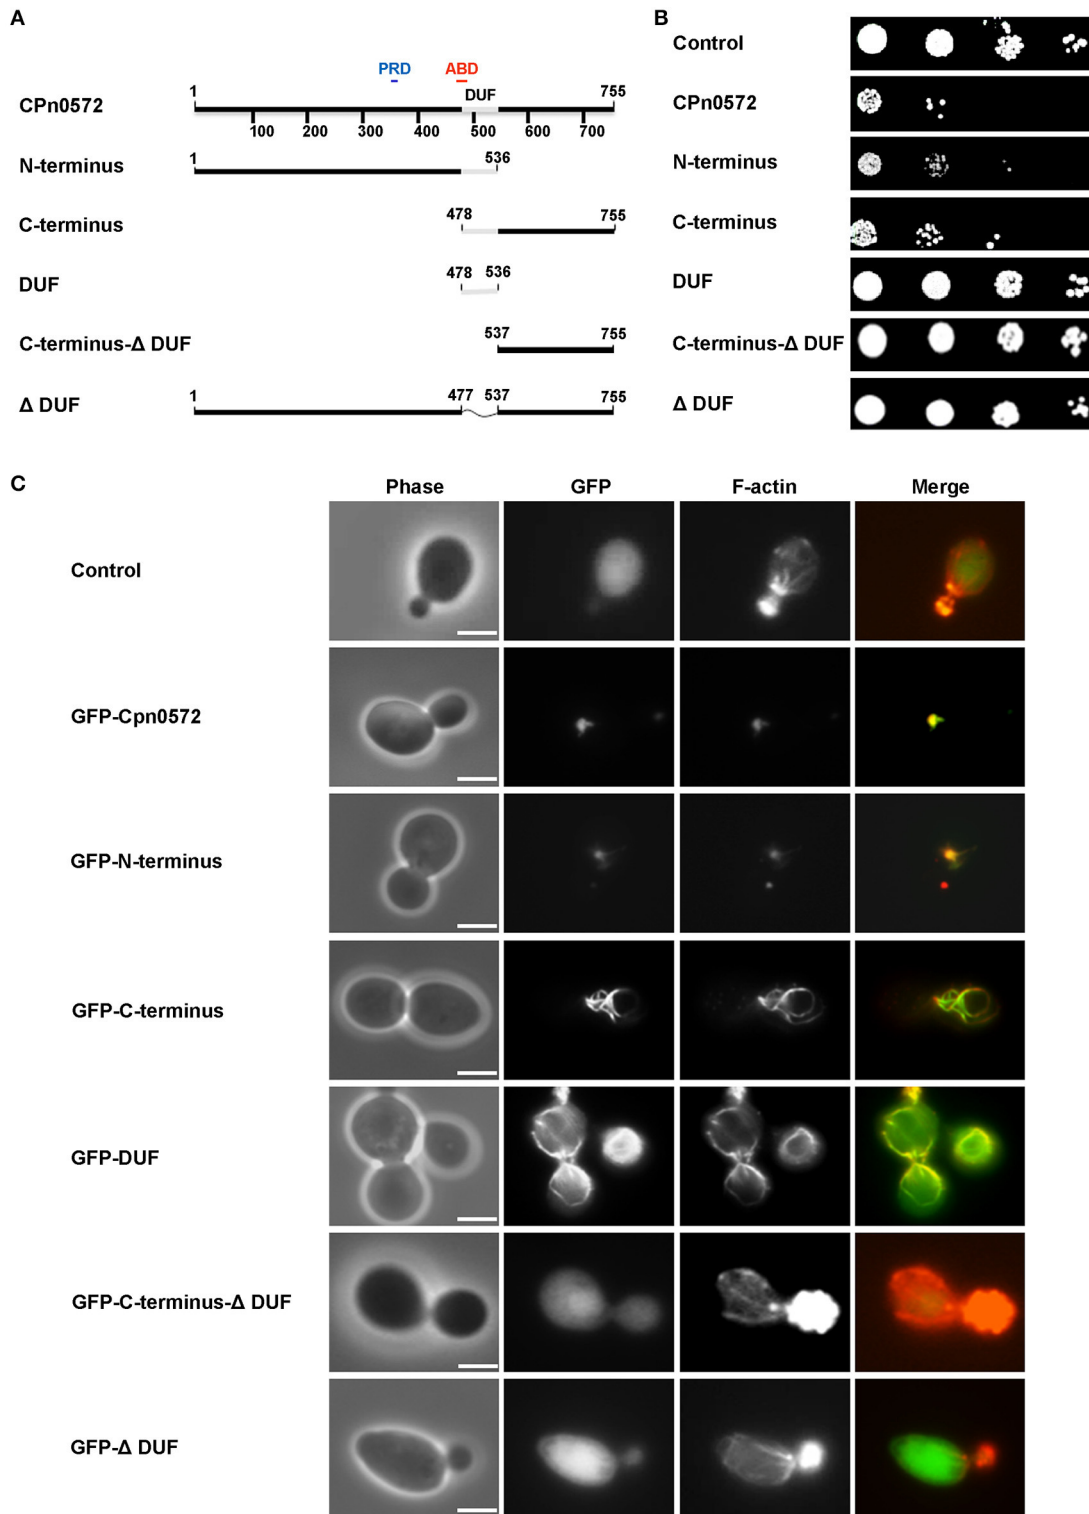 A
PRD ABD
1 DUF 755
CPn0572
100 200 300 400 500 600 700
1 536
N-terminus
478 755
C-terminus
478 536
DUF
537 755
C-terminus-Δ DUF
1 477 537 755
Δ DUF
B
Control
CPn0572
N-terminus
C-terminus
DUF
C-terminus-Δ DUF
Δ DUF
C
Phase GFP F-actin Merge
Control
GFP-Cpn0572
GFP-N-terminus
GFP-C-terminus
GFP-DUF
GFP-C-terminus-Δ DUF
GFP-Δ DUF